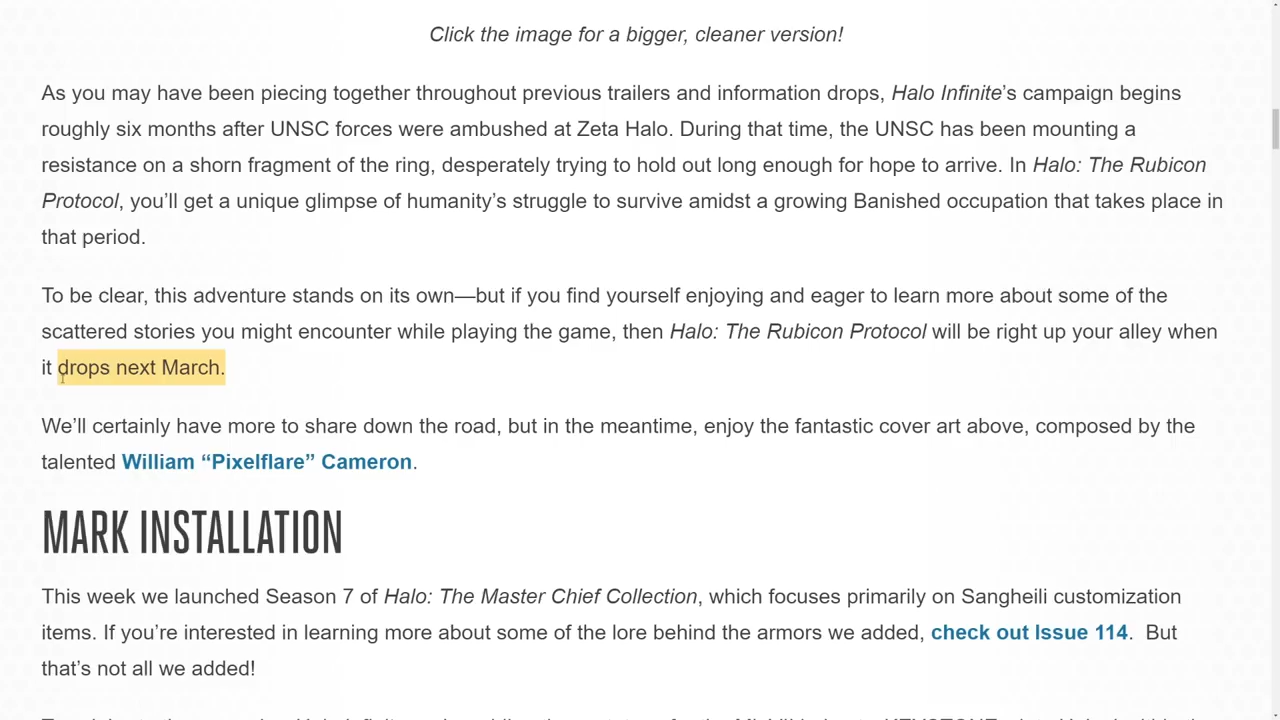 Click the image for a bigger, cleaner version!
As you may have been piecing together throughout previous trailers and information drops, Halo Infinite’s campaign begins
roughly six months after UNSC forces were ambushed at Zeta Halo. During that time, the UNSC has been mounting a
resistance on a shorn fragment of the ring, desperately trying to hold out long enough for hope to arrive. In Halo: The Rubicon
Protocol, you’ll get a unique glimpse of humanity’s struggle to survive amidst a growing Banished occupation that takes place in
that period.
To be clear, this adventure stands on its own—but if you find yourself enjoying and eager to learn more about some of the
scattered stories you might encounter while playing the game, then Halo: The Rubicon Protocol will be right up your alley when
it drops next March.
We’ll certainly have more to share down the road, but in the meantime, enjoy the fantastic cover art above, composed by the
talented William “Pixelflare” Cameron.
MARK INSTALLATION
This week we launched Season 7 of Halo: The Master Chief Collection, which focuses primarily on Sangheili customization
items. If you’re interested in learning more about some of the lore behind the armors we added, check out Issue 114.  But
that’s not all we added!